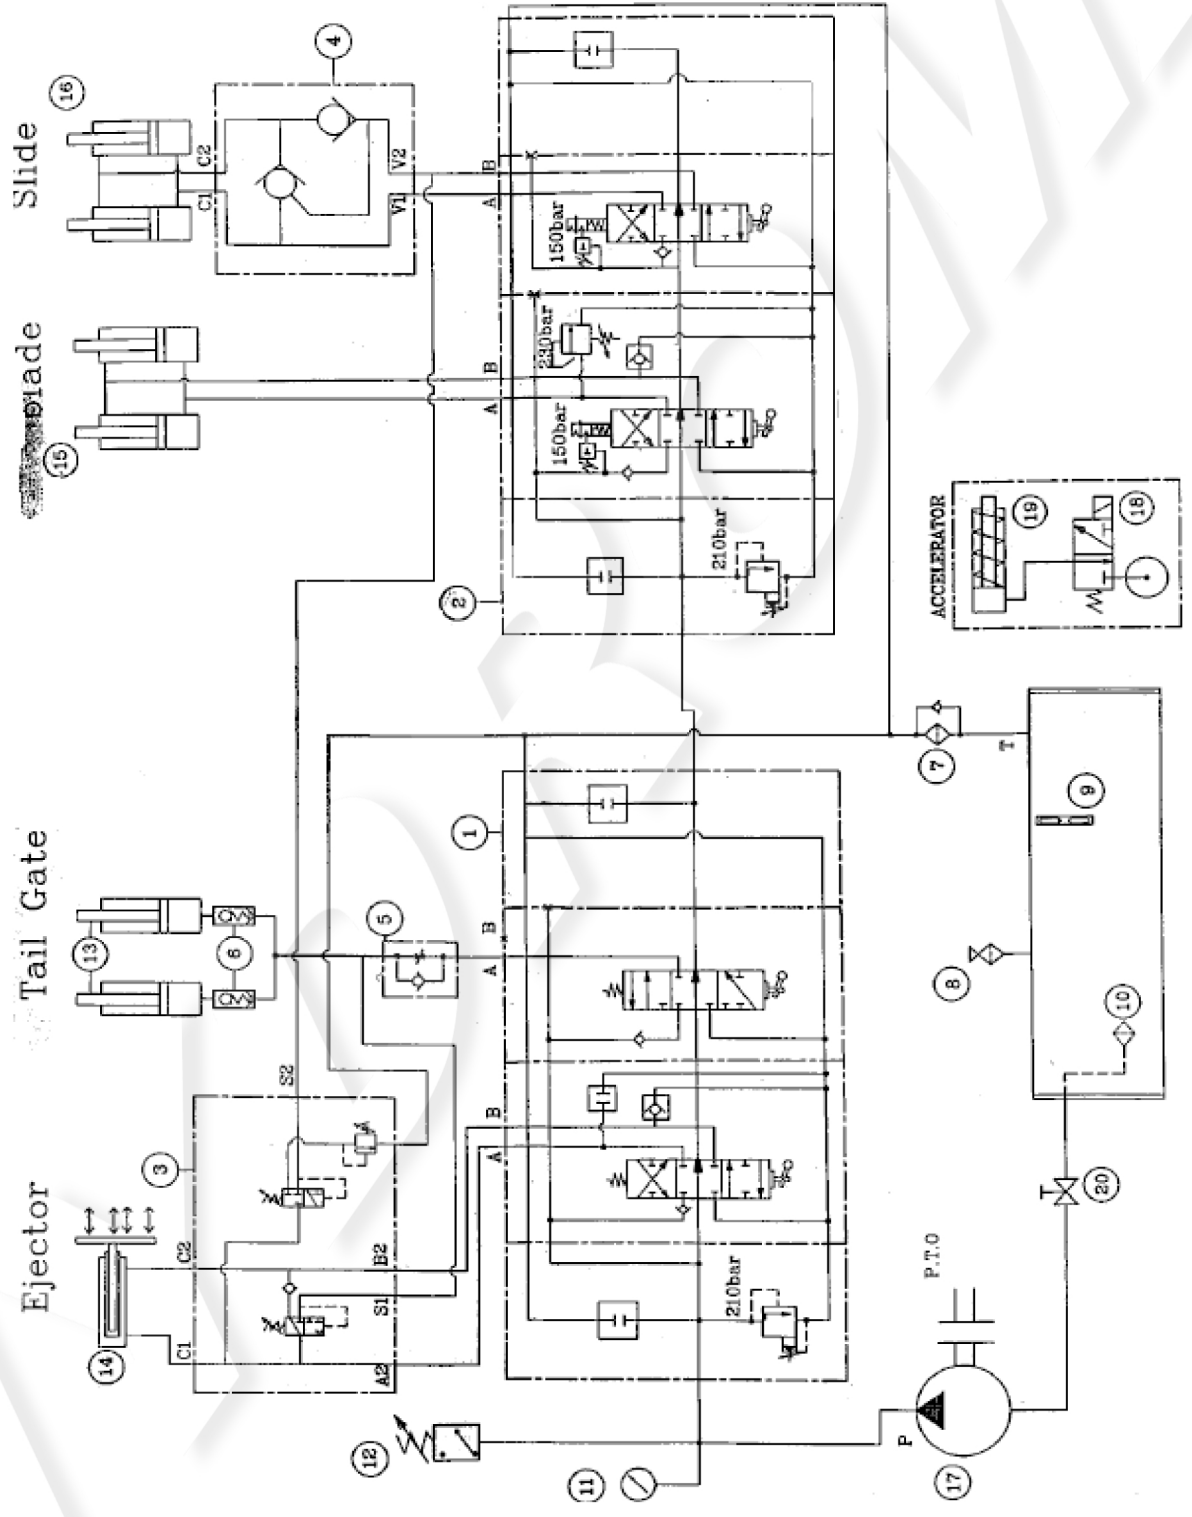 Slide
16
4
C1
C2
V1
V2
A
B
150bar
15
A
B
150bar
230bar
2
210bar
ACCELERATOR
19
18
Tail Gate
13
6
5
1
A
B
7
T
9
8
10
Ejector
14
3
C1
C2
S2
A2
S1
B2
A
B
210bar
12
11
P
17
P.T.O
20